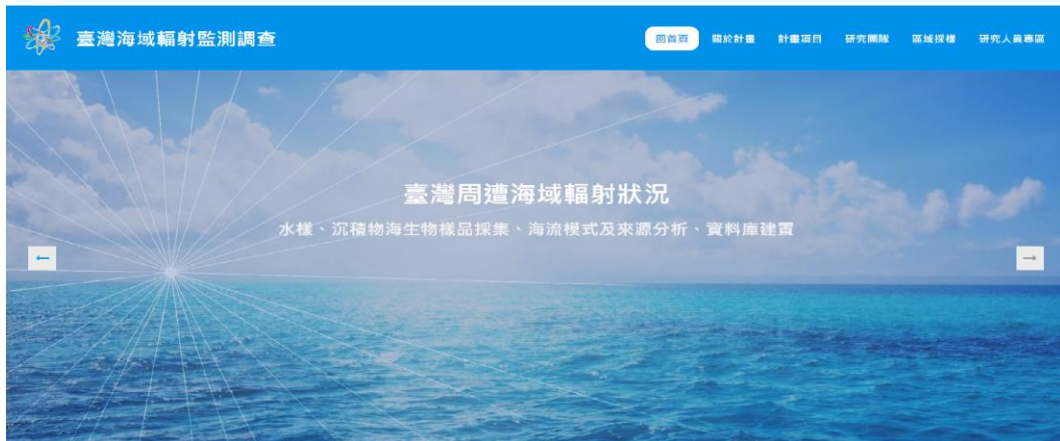 臺灣海域輻射監測調查
回首頁 關於計畫 計畫項目 研究團隊 區域採樣 研究人員專區
臺灣周遭海域輻射狀況
水樣、沉積物海生物樣品採集、海流模式及來源分析、資料庫建置